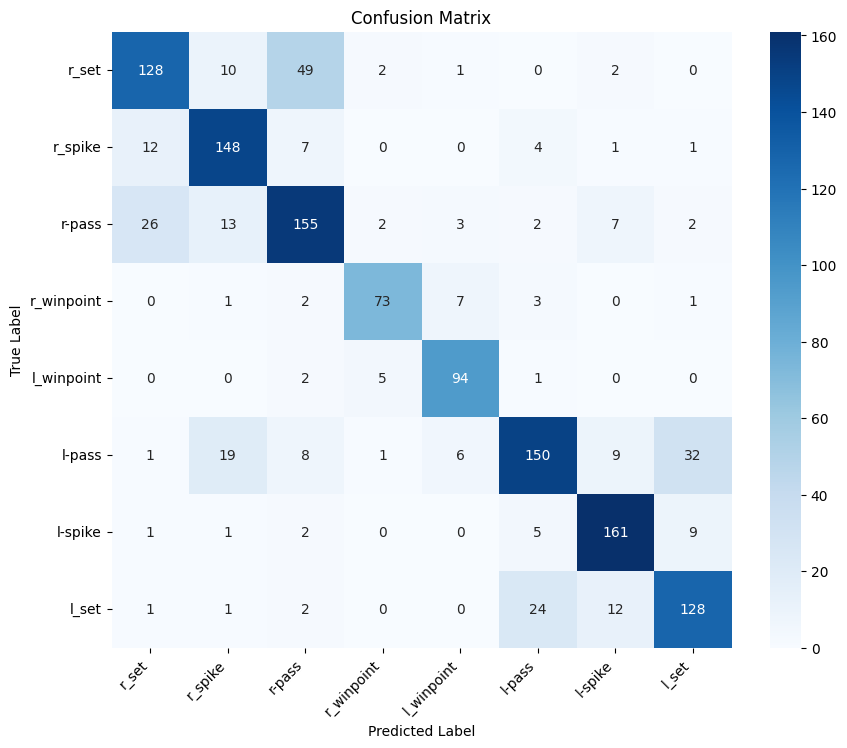 Confusion Matrix
r_set 128 10 49 2 1 0 2 0
r_spike 12 148 7 0 0 4 1 1
r-pass 26 13 155 2 3 2 7 2
r_winpoint 0 1 2 73 7 3 0 1
l_winpoint 0 0 2 5 94 1 0 0
l-pass 1 19 8 1 6 150 9 32
l-spike 1 1 2 0 0 5 161 9
l_set 1 1 2 0 0 24 12 128
r_set r_spike r-pass r_winpoint l_winpoint l-pass l-spike l_set
Predicted Label
True Label
160
140
120
100
80
60
40
20
0